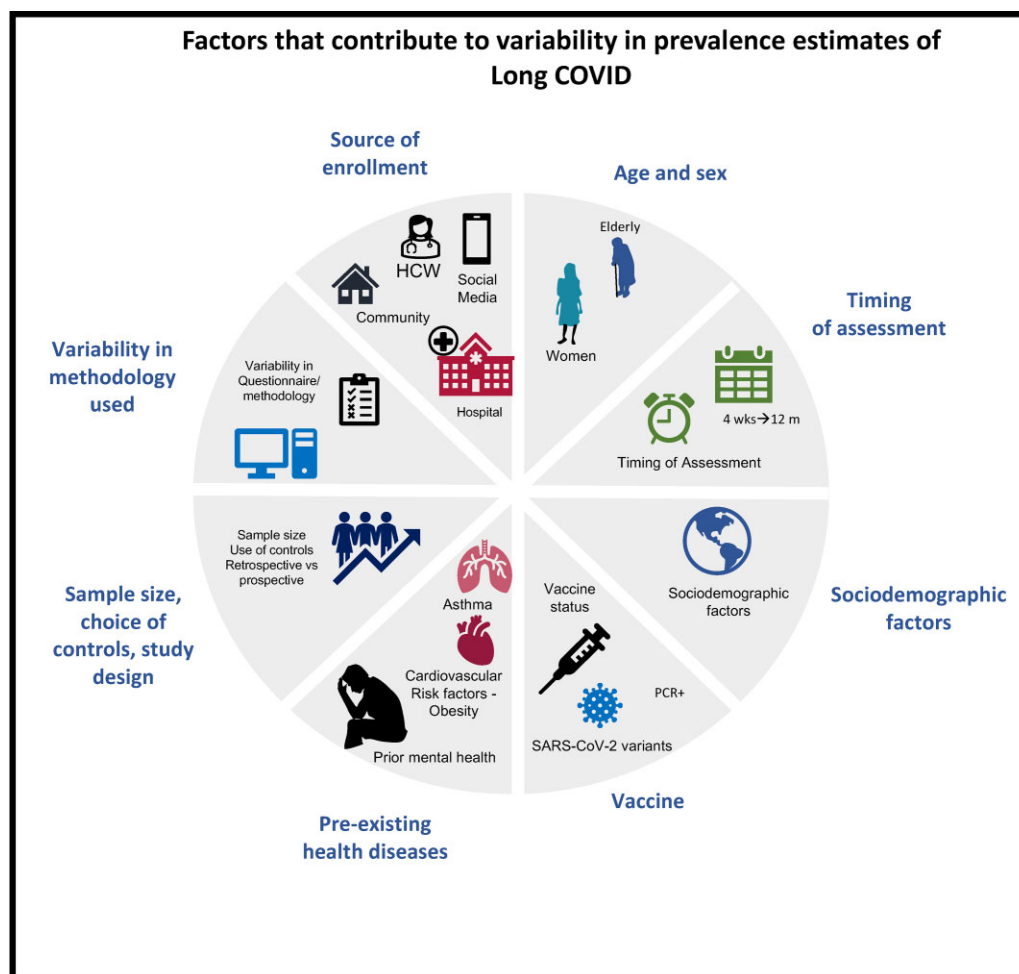 Factors that contribute to variability in prevalence estimates of
Long COVID
Source of
enrollment
HCW
Social
Media
Community
Hospital
Age and sex
Elderly
Women
Timing
of assessment
4 wks→12 m
Timing of Assessment
Variability in
methodology
used
Variability in
Questionnaire/
methodology
Sample size,
choice of
controls, study
design
Sample size
Use of controls
Retrospective vs
prospective
Asthma
Cardiovascular
Risk factors -
Obesity
Prior mental health
Pre-existing
health diseases
Vaccine
status
PCR+
SARS-CoV-2 variants
Vaccine
Sociodemographic
factors
Sociodemographic
factors